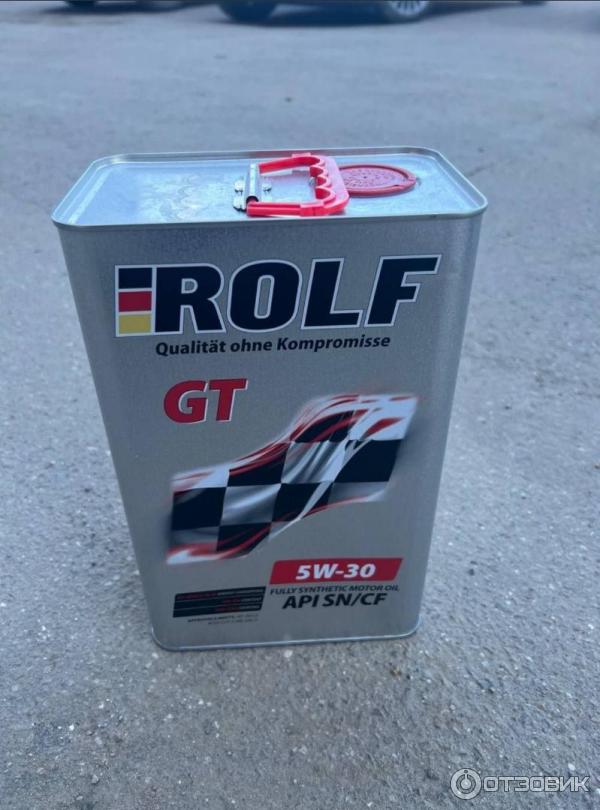 ROLF
Qualität ohne Kompromisse
GT
5W-30
FULLY SYNTHETIC MOTOR OIL
API SN/CF
ОТЗОВИК